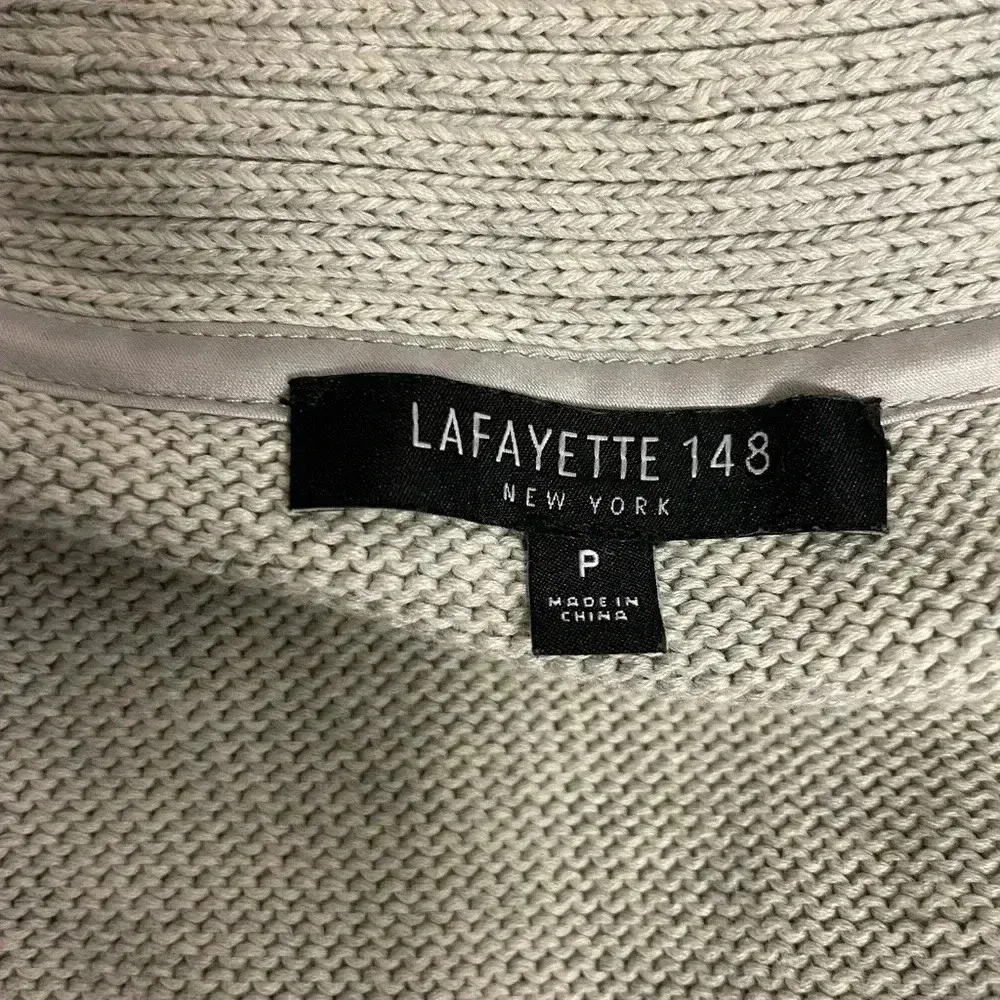 LAFAYETTE 148
NEW YORK
P
MADE IN
CHINA